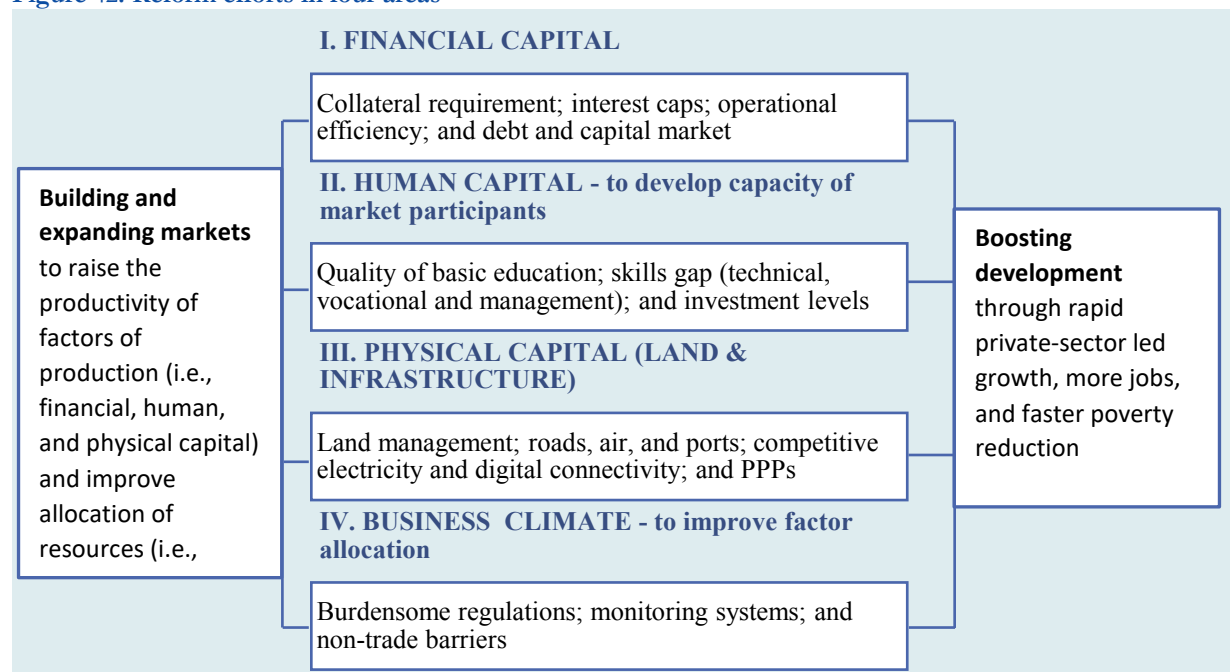 I. FINANCIAL CAPITAL
Collateral requirement; interest caps; operational
efficiency; and debt and capital market
II. HUMAN CAPITAL - to develop capacity of
market participants
Quality of basic education; skills gap (technical,
vocational and management); and investment levels
III. PHYSICAL CAPITAL (LAND &
INFRASTRUCTURE)
Land management; roads, air, and ports; competitive
electricity and digital connectivity; and PPPs
IV. BUSINESS CLIMATE - to improve factor
allocation
Burdensome regulations; monitoring systems; and
non-trade barriers
Building and
expanding markets
to raise the
productivity of
factors of
production (i.e.,
financial, human,
and physical capital)
and improve
allocation of
resources (i.e.,
Boosting
development
through rapid
private-sector led
growth, more jobs,
and faster poverty
reduction